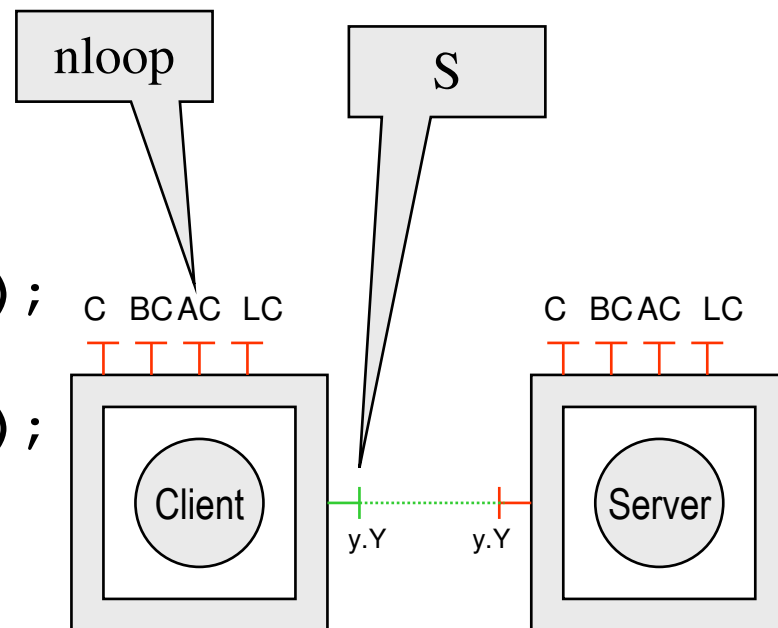 nloop
S
);
C BC AC LC
C BC AC LC
);
Client
Server
y.Y
y.Y